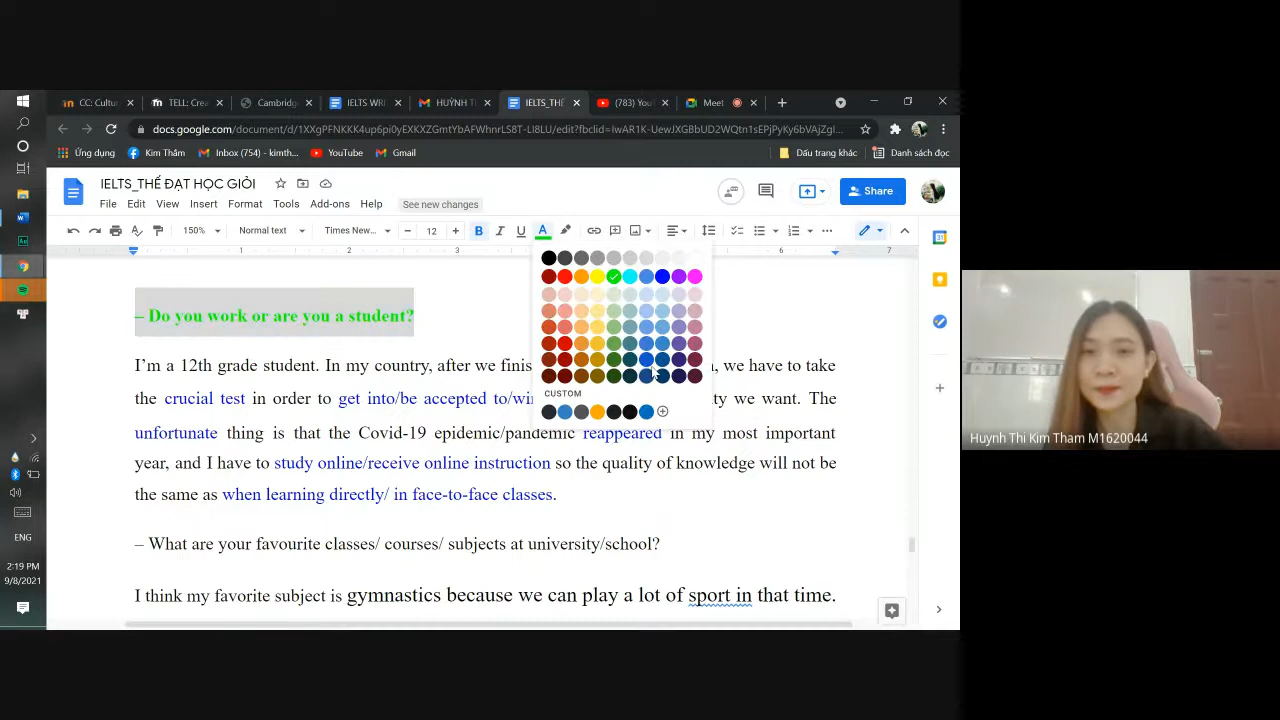 CC: Cultu
TELL: Crea
Cambridg
IELTS WRI
HUỲNH T
IELTS_THẾ
(783) You
Meet
docs.google.com/document/d/1XXgPFNKKK4up6pi0yEXKXZGmtYbAFWhnrLS8T-LI8LU/edit?fbclid=IwAR1K-UewJXGBbUD2WQtn1sEPjPyKy6bVAjZgI...
Ứng dụng
Kim Thắm
Inbox (754) - kimth...
YouTube
Gmail
Dấu trang khác
Danh sách đọc
IELTS_THẾ ĐẠT HỌC GIỎI
Share
File Edit View Insert Format Tools Add-ons Help See new changes
150% Normal text Times New... 12 B I U A
1 2 3 6 7
– Do you work or are you a student?
I'm a 12th grade student. In my country, after we finis , we have to take
the crucial test in order to get into/be accepted to/wi ty we want. The
unfortunate thing is that the Covid-19 epidemic/pandemic reappeared in my most important
year, and I have to study online/receive online instruction so the quality of knowledge will not be
the same as when learning directly/ in face-to-face classes.
– What are your favourite classes/ courses/ subjects at university/school?
I think my favorite subject is gymnastics because we can play a lot of sport in that time.
CUSTOM
ENG
2:19 PM
9/8/2021
Huynh Thi Kim Tham M1620044